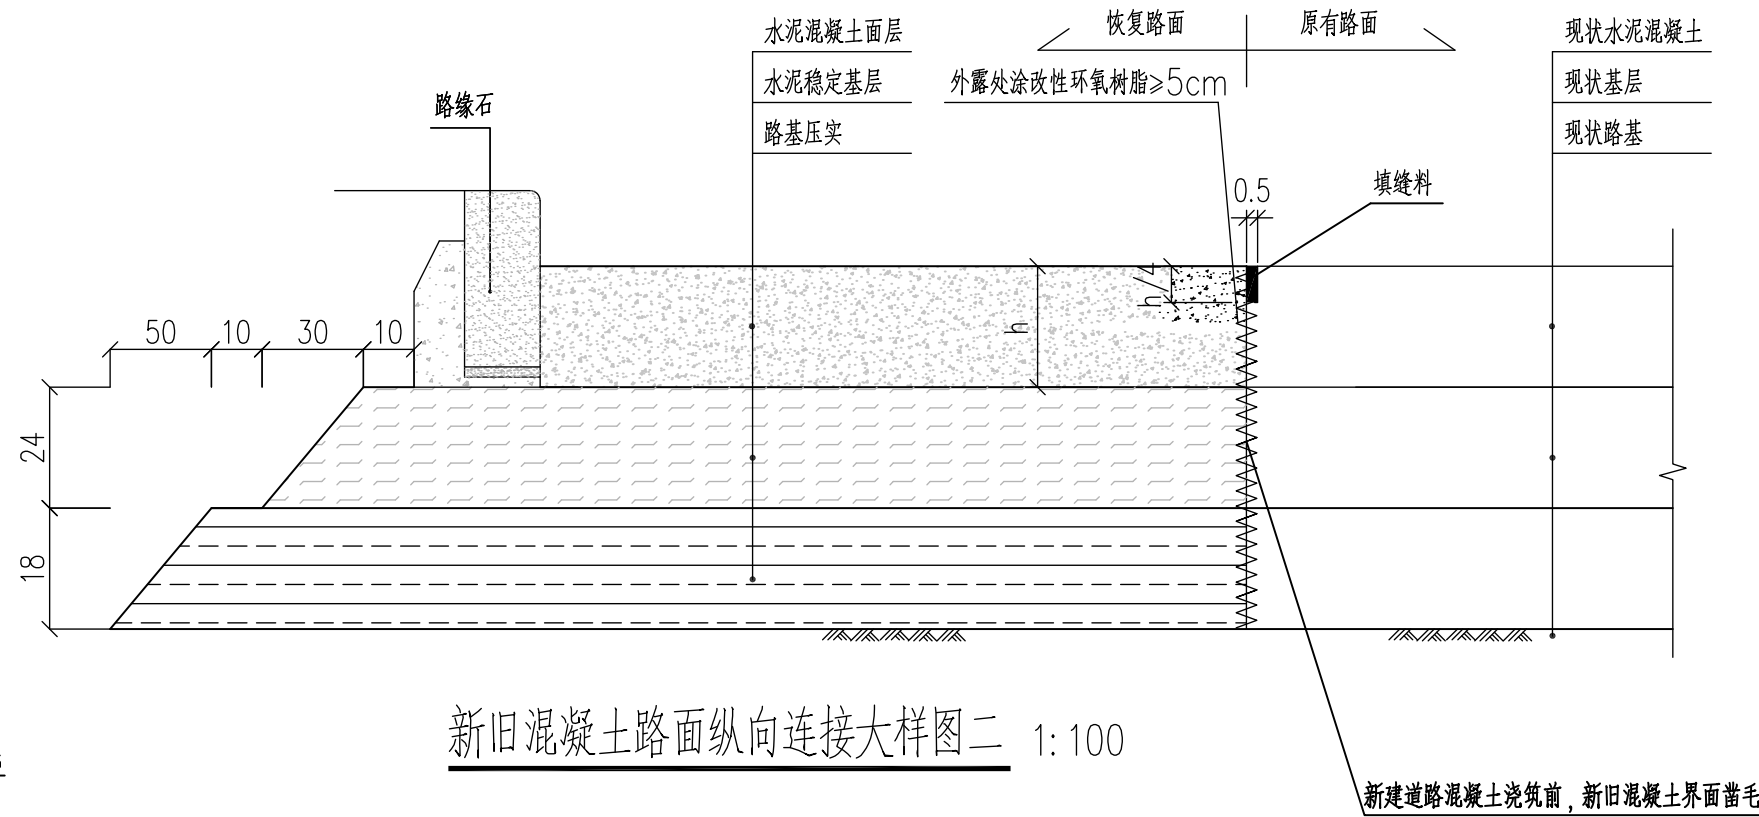 水泥混凝土面层
水泥稳定基层
路基压实
恢复路面
原有路面
外露处涂改性环氧树脂≥5cm
现状水泥混凝土
现状基层
现状路基
路缘石
填缝料
0.5
h/4
h
50
10
30
10
24
18
新旧混凝土路面纵向连接大样图二 1:100
新建道路混凝土浇筑前,新旧混凝土界面凿毛